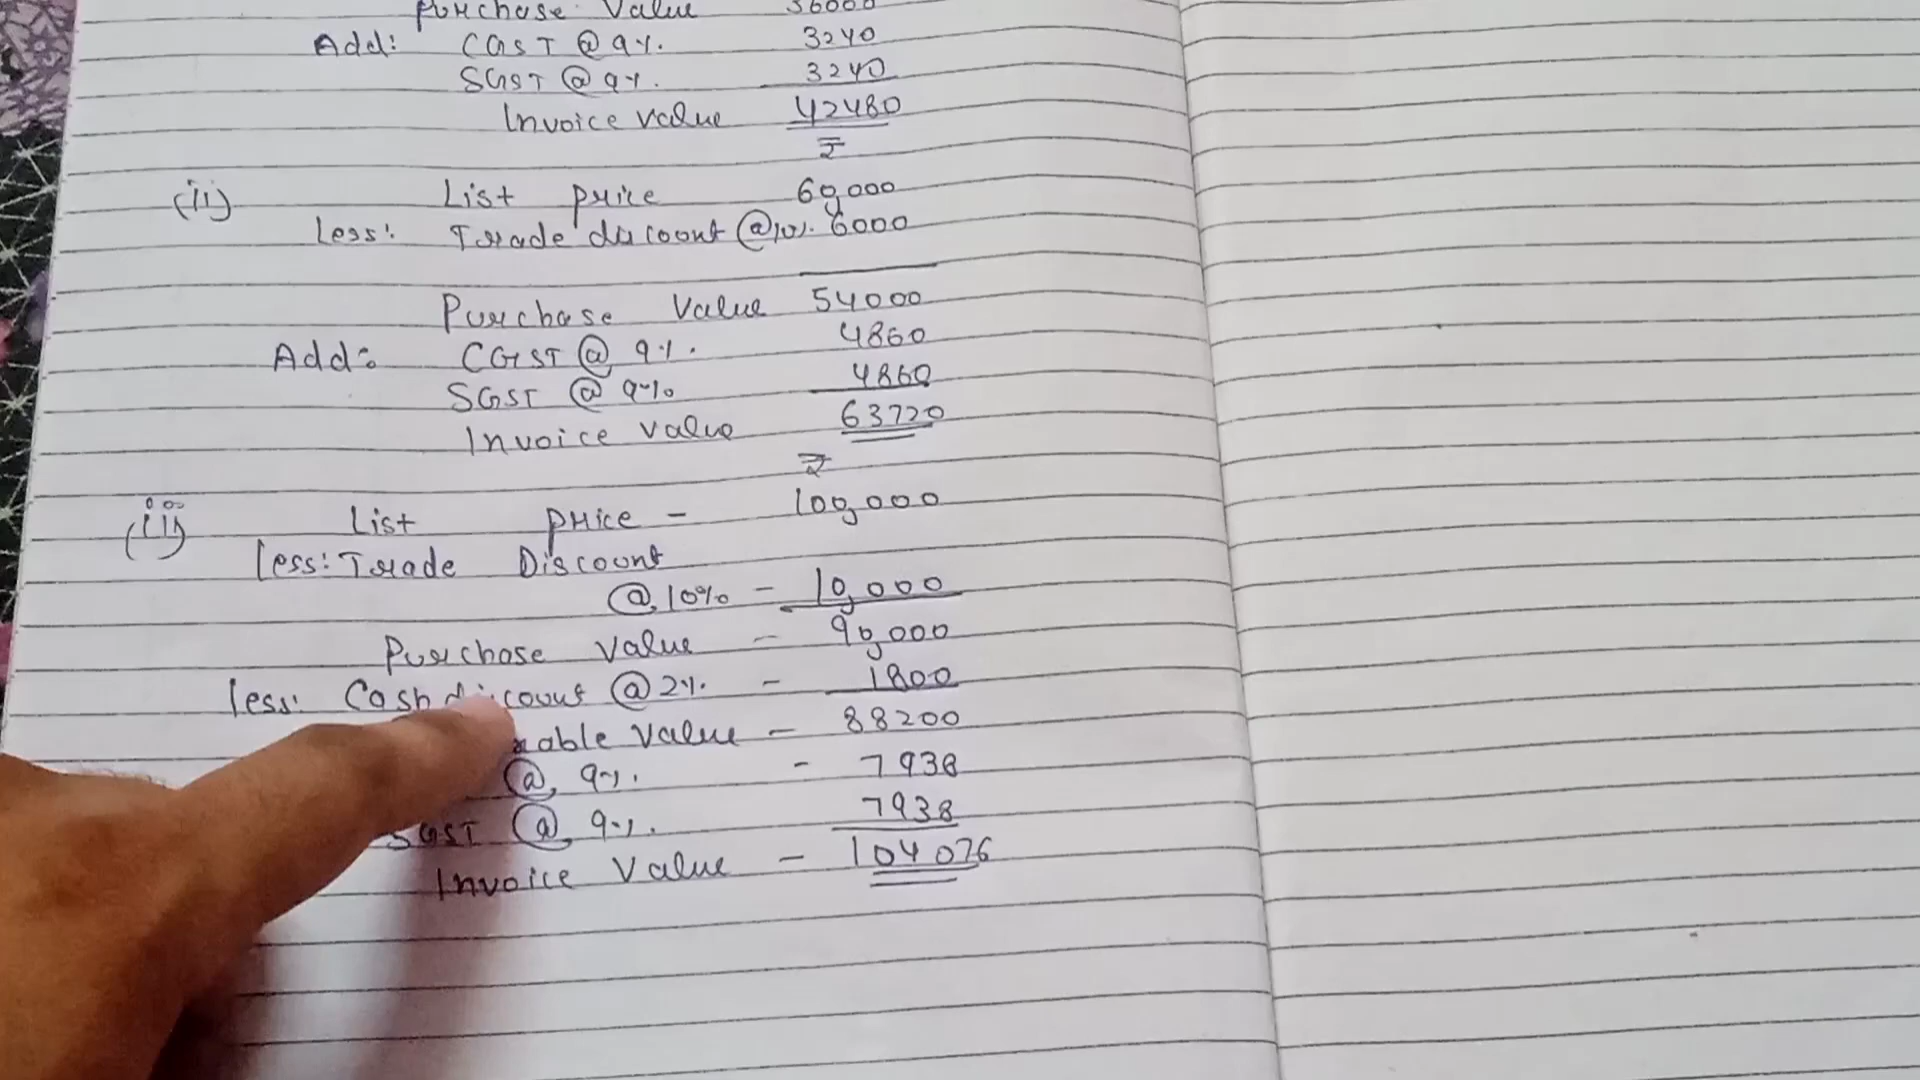 Purchase Value 36000
Add: CGST @ 9%. 3240
SGST @ 9%. 3240
Invoice value 42480
₹
(ii) List price 60,000
Less: Trade discount @10%. 6000
Purchase Value 54000
Add: CGST @ 9%. 4860
SGST @ 9% 4860
Invoice value 63720
₹
(iii) List price - 100,000
Less: Trade Discount
@ 10% - 10,000
Purchase Value - 90,000
less: Cash discount @ 2%. - 1800
able Value - 88200
@ 9%. - 7938
SGST @ 9%. 7938
Invoice Value - 104076